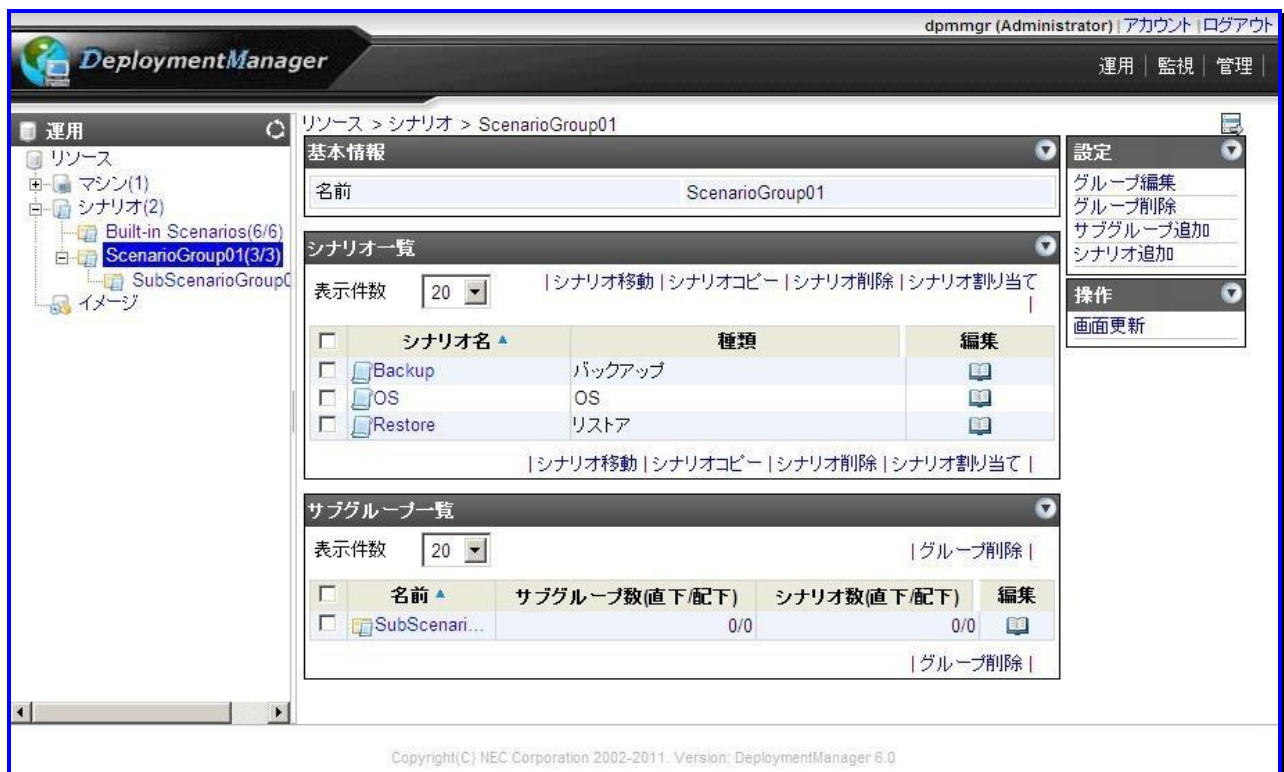 dpmmgr (Administrator) | アカウント | ログアウト
DeploymentManager
運用 | 監視 | 管理 |
運用
リソース
マシン(1)
シナリオ(2)
Built-in Scenarios(6/6)
ScenarioGroup01(3/3)
SubScenarioGroup
イメージ
リソース > シナリオ > ScenarioGroup01
基本情報
名前 ScenarioGroup01
シナリオ一覧
表示件数 20 | シナリオ移動 | シナリオコピー | シナリオ削除 | シナリオ割り当て
|
シナリオ名 種類 編集
Backup バックアップ
OS OS
Restore リストア
| シナリオ移動 | シナリオコピー | シナリオ削除 | シナリオ割り当て |
サブグループ一覧
表示件数 20 | グループ削除 |
名前 サブグループ数(直下/配下) シナリオ数(直下/配下) 編集
SubScenari... 0/0 0/0
| グループ削除 |
設定
グループ編集
グループ削除
サブグループ追加
シナリオ追加
操作
画面更新
Copyright(C) NEC Corporation 2002-2011. Version: DeploymentManager 6.0